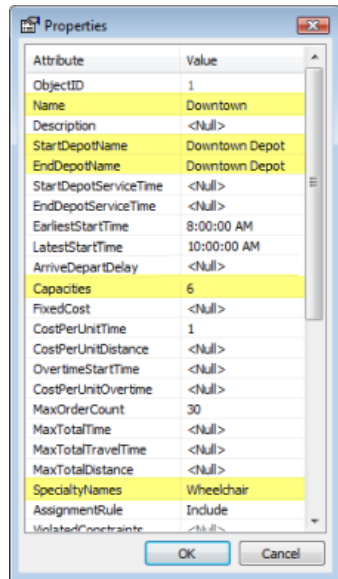 Properties
Attribute Value
ObjectID 1
Name Downtown
Description <Null>
StartDepotName Downtown Depot
EndDepotName Downtown Depot
StartDepotServiceTime <Null>
EndDepotServiceTime <Null>
EarliestStartTime 8:00:00 AM
LatestStartTime 10:00:00 AM
ArriveDepartDelay <Null>
Capacities 6
FixedCost <Null>
CostPerUnitTime 1
CostPerUnitDistance <Null>
OvertimeStartTime <Null>
CostPerUnitOvertime <Null>
MaxOrderCount 30
MaxTotalTime <Null>
MaxTotalTravelTime <Null>
MaxTotalDistance <Null>
SpecialtyNames Wheelchair
AssignmentRule Include
ViolatedConstraints <Null>
OK Cancel